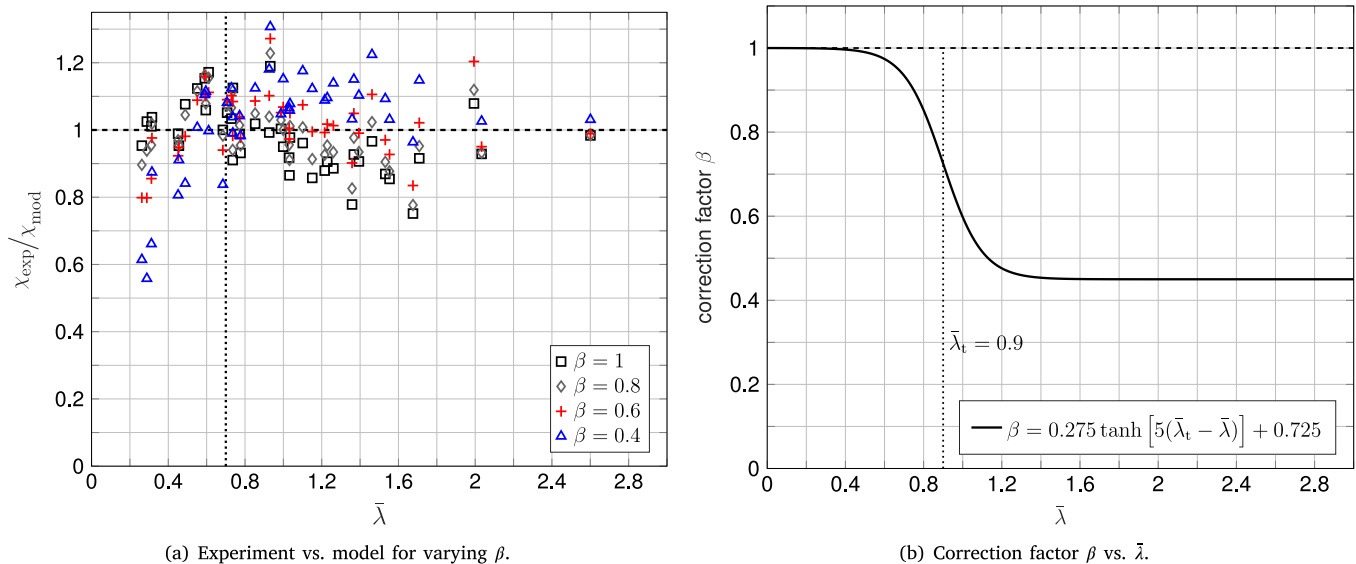 1.2
1
0.8
0.6
0.4
0.2
0
χexp/χmod
0 0.4 0.8 1.2 1.6 2 2.4 2.8
λ̄
β = 1
β = 0.8
β = 0.6
β = 0.4
(a) Experiment vs. model for varying β.
1
0.8
0.6
0.4
0.2
0
correction factor β
0 0.4 0.8 1.2 1.6 2 2.4 2.8
λ̄
λ̄t = 0.9
β = 0.275 tanh [5(λ̄t − λ̄)] + 0.725
(b) Correction factor β vs. λ̄.